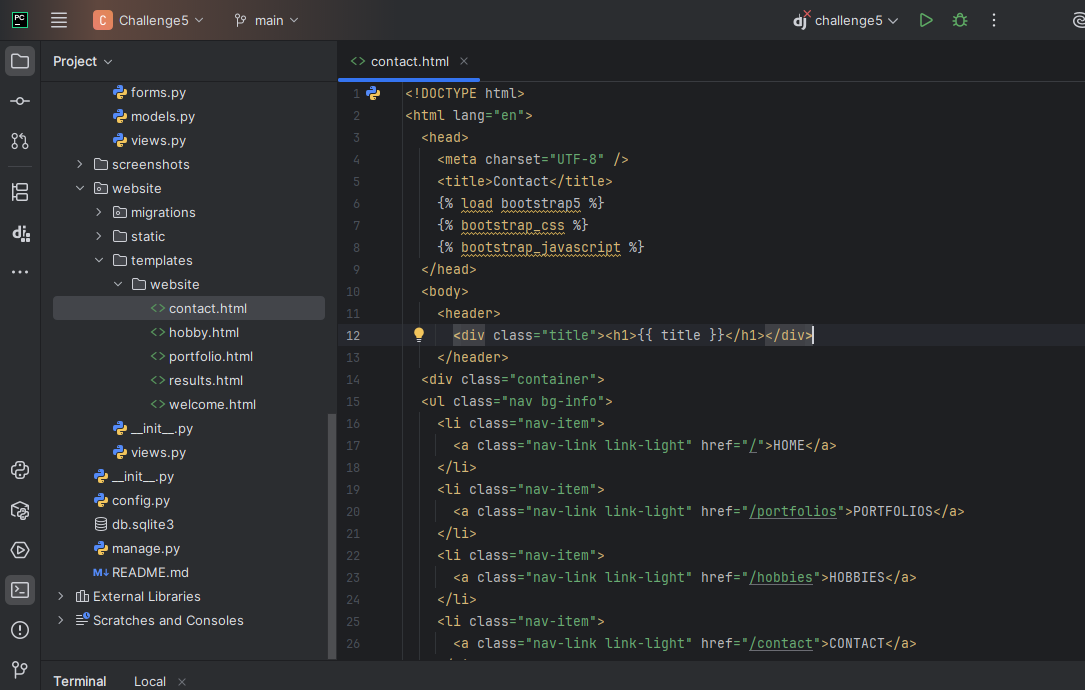 PC
C Challenge5
main
dj challenge5
Project
contact.html
forms.py
models.py
views.py
screenshots
website
migrations
static
templates
website
contact.html
hobby.html
portfolio.html
results.html
welcome.html
__init__.py
views.py
__init__.py
config.py
db.sqlite3
manage.py
M↓ README.md
External Libraries
Scratches and Consoles
1 <!DOCTYPE html>
2 <html lang="en">
3 <head>
4 <meta charset="UTF-8" />
5 <title>Contact</title>
6 {% load bootstrap5 %}
7 {% bootstrap_css %}
8 {% bootstrap_javascript %}
9 </head>
10 <body>
11 <header>
12 <div class="title"><h1>{{ title }}</h1></div>
13 </header>
14 <div class="container">
15 <ul class="nav bg-info">
16 <li class="nav-item">
17 <a class="nav-link link-light" href="/">HOME</a>
18 </li>
19 <li class="nav-item">
20 <a class="nav-link link-light" href="/portfolios">PORTFOLIOS</a>
21 </li>
22 <li class="nav-item">
23 <a class="nav-link link-light" href="/hobbies">HOBBIES</a>
24 </li>
25 <li class="nav-item">
26 <a class="nav-link link-light" href="/contact">CONTACT</a>
Terminal Local